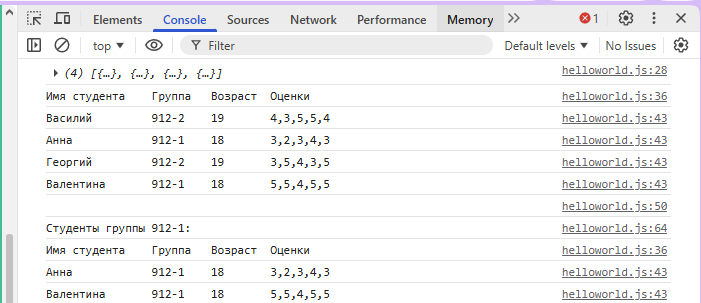 Elements Console Sources Network Performance Memory >> 1
top Filter Default levels No Issues
(4) [{…}, {…}, {…}, {…}] helloworld.js:28
Имя студента Группа Возраст Оценки helloworld.js:36
Василий 912-2 19 4,3,5,5,4 helloworld.js:43
Анна 912-1 18 3,2,3,4,3 helloworld.js:43
Георгий 912-2 19 3,5,4,3,5 helloworld.js:43
Валентина 912-1 18 5,5,4,5,5 helloworld.js:43
helloworld.js:50
Студенты группы 912-1: helloworld.js:64
Имя студента Группа Возраст Оценки helloworld.js:36
Анна 912-1 18 3,2,3,4,3 helloworld.js:43
Валентина 912-1 18 5,5,4,5,5 helloworld.js:43